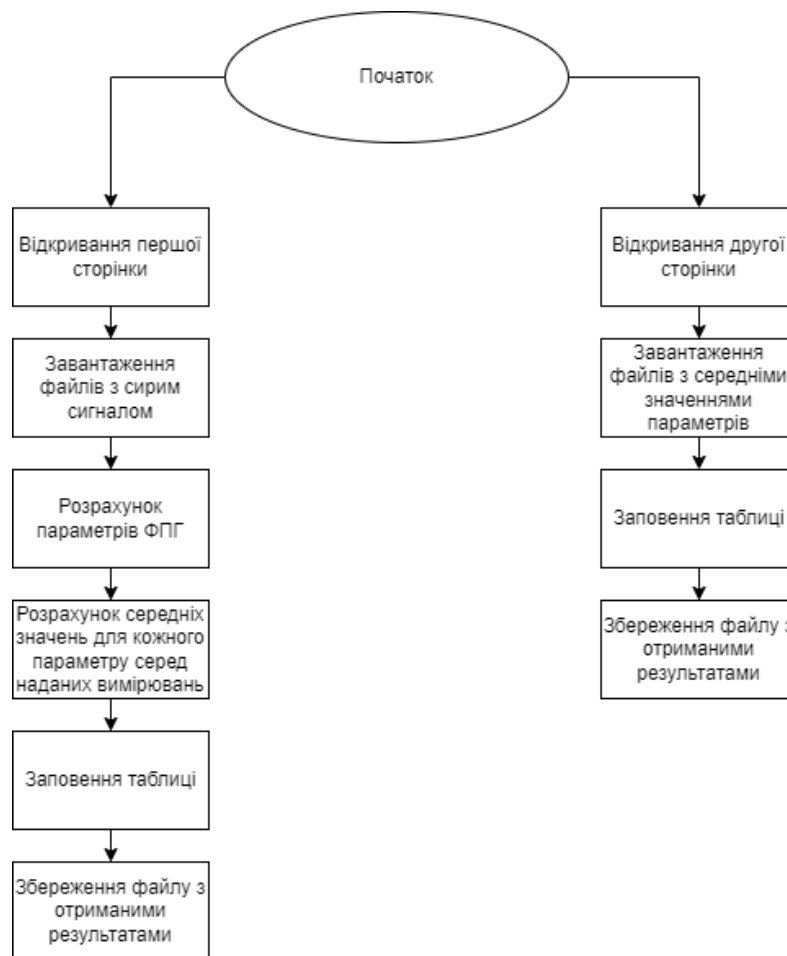 Початок
Відкривання першої
сторінки
Завантаження
файлів з сирим
сигналом
Розрахунок
параметрів ФПГ
Розрахунок середніх
значень для кожного
параметру серед
наданих вимірювань
Заповення таблиці
Збереження файлу з
отриманими
результатами
Відкривання другої
сторінки
Завантаження
файлів з середніми
значеннями
параметрів
Заповення таблиці
Збереження файлу з
отриманими
результатами